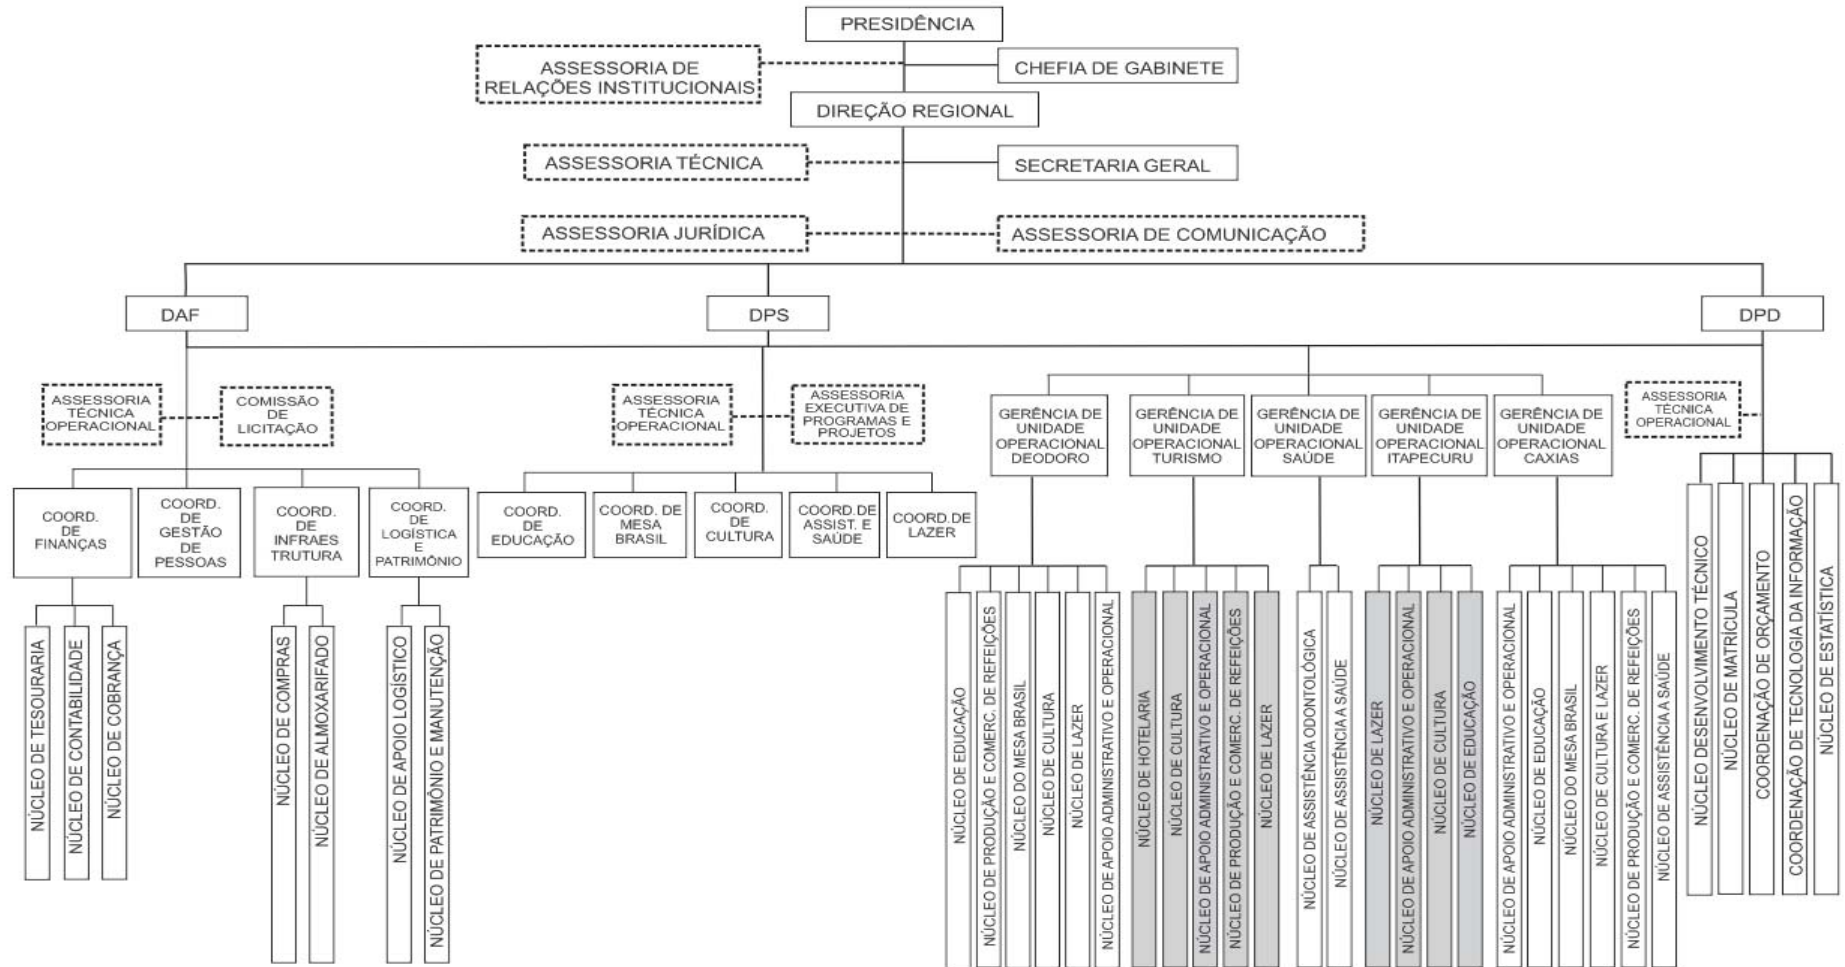 PRESIDÊNCIA
ASSESSORIA DE
RELAÇÕES INSTITUCIONAIS
CHEFIA DE GABINETE
DIREÇÃO REGIONAL
ASSESSORIA TÉCNICA
SECRETARIA GERAL
ASSESSORIA JURÍDICA
ASSESSORIA DE COMUNICAÇÃO
DAF
DPS
DPD
ASSESSORIA
TÉCNICA
OPERACIONAL
COMISSÃO
DE
LICITAÇÃO
ASSESSORIA
TÉCNICA
OPERACIONAL
ASSESSORIA
EXECUTIVA DE
PROGRAMAS E
PROJETOS
GERÊNCIA DE
UNIDADE
OPERACIONAL
DEODORO
GERÊNCIA DE
UNIDADE
OPERACIONAL
TURISMO
GERÊNCIA DE
UNIDADE
OPERACIONAL
SAÚDE
GERÊNCIA DE
UNIDADE
OPERACIONAL
ITAPECURU
GERÊNCIA DE
UNIDADE
OPERACIONAL
CAXIAS
ASSESSORIA
TÉCNICA
OPERACIONAL
COORD.
DE
FINANÇAS
COORD.
DE
GESTÃO
DE
PESSOAS
COORD.
DE
INFRAES
TRUTURA
COORD.
DE
LOGÍSTICA
E
PATRIMÔNIO
COORD.
DE
EDUCAÇÃO
COORD. DE
MESA
BRASIL
COORD.
DE
CULTURA
COORD.DE
ASSIST. E
SAÚDE
COORD.DE
LAZER
NÚCLEO DE TESOURARIA
NÚCLEO DE CONTABILIDADE
NÚCLEO DE COBRANÇA
NÚCLEO DE COMPRAS
NÚCLEO DE ALMOXARIFADO
NÚCLEO DE APOIO LOGÍSTICO
NÚCLEO DE PATRIMÔNIO E MANUTENÇÃO
NÚCLEO DE EDUCAÇÃO
NÚCLEO DE PRODUÇÃO E COMERC. DE REFEIÇÕES
NÚCLEO DO MESA BRASIL
NÚCLEO DE CULTURA
NÚCLEO DE LAZER
NÚCLEO DE APOIO ADMINISTRATIVO E OPERACIONAL
NÚCLEO DE HOTELARIA
NÚCLEO DE CULTURA
NÚCLEO DE APOIO ADMINISTRATIVO E OPERACIONAL
NÚCLEO DE PRODUÇÃO E COMERC. DE REFEIÇÕES
NÚCLEO DE LAZER
NÚCLEO DE ASSISTÊNCIA ODONTOLÓGICA
NÚCLEO DE ASSISTÊNCIA A SAÚDE
NÚCLEO DE LAZER
NÚCLEO DE APOIO ADMINISTRATIVO E OPERACIONAL
NÚCLEO DE CULTURA
NÚCLEO DE EDUCAÇÃO
NÚCLEO DE APOIO ADMINISTRATIVO E OPERACIONAL
NÚCLEO DE EDUCAÇÃO
NÚCLEO DO MESA BRASIL
NÚCLEO DE CULTURA E LAZER
NÚCLEO DE PRODUÇÃO E COMERC. DE REFEIÇÕES
NÚCLEO DE ASSISTÊNCIA A SAÚDE
NÚCLEO DESENVOLVIMENTO TÉCNICO
NÚCLEO DE MATRÍCULA
COORDENAÇÃO DE ORÇAMENTO
COORDENAÇÃO DE TECNOLOGIA DA INFORMAÇÃO
NÚCLEO DE ESTATÍSTICA